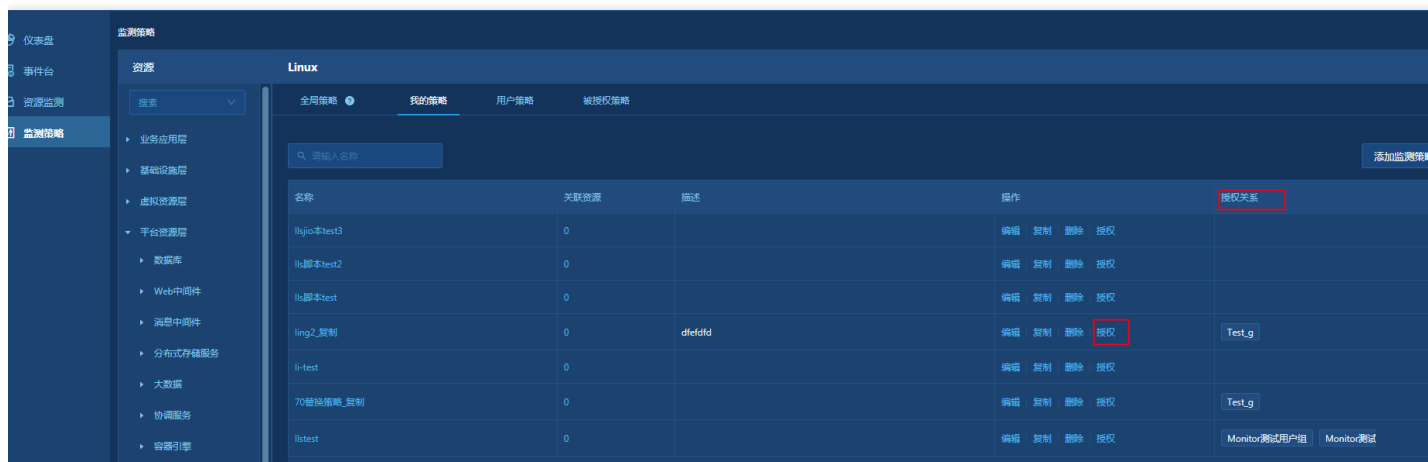 监测策略
仪表盘
事件台
资源监测
监测策略
资源
搜索
业务应用层
基础设施层
虚拟资源层
平台资源层
数据库
Web中间件
消息中间件
分布式存储服务
大数据
协调服务
容器引擎
Linux
全局策略 ? 我的策略 用户策略 被授权策略
请输入名称
添加监测策略
名称 关联资源 描述 操作 授权关系
llsjio本test3 0 编辑 复制 删除 授权
lls脚本test2 0 编辑 复制 删除 授权
lls脚本test 0 编辑 复制 删除 授权
ling2_复制 0 dfefdfd 编辑 复制 删除 授权 Test_g
li-test 0 编辑 复制 删除 授权
70替换策略_复制 0 编辑 复制 删除 授权 Test_g
llstest 0 编辑 复制 删除 授权 Monitor测试用户组 Monitor测试